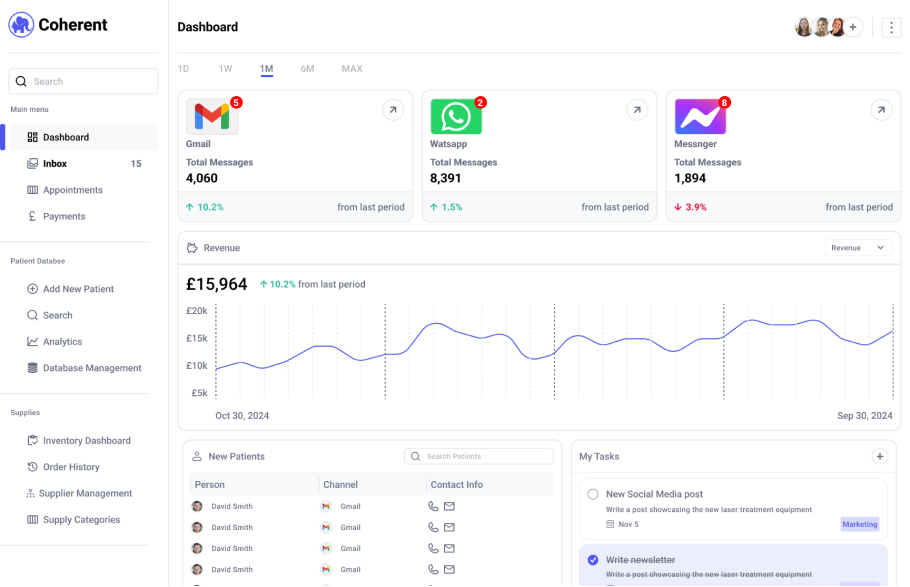 Coherent
Search
Main menu
Dashboard
Inbox 15
Appointments
Payments
Patient Databse
Add New Patient
Search
Analytics
Database Management
Supplies
Inventory Dashboard
Order History
Supplier Management
Supply Categories
Dashboard
1D 1W 1M 6M MAX
5
Gmail
Total Messages
4,060
10.2% from last period
2
Watsapp
Total Messages
8,391
1.5% from last period
8
Messnger
Total Messages
1,894
3.9% from last period
Revenue Revenue
£15,964 10.2% from last period
£20k
£15k
£10k
£5k
Oct 30, 2024 Sep 30, 2024
New Patients Search Patients
Person Channel Contact Info
David Smith Gmail
David Smith Gmail
David Smith Gmail
David Smith Gmail
My Tasks
New Social Media post
Write a post showcasing the new laser treatment equipment
Nov 5 Marketing
Write newsletter
Write a post showcasing the new laser treatment equipment